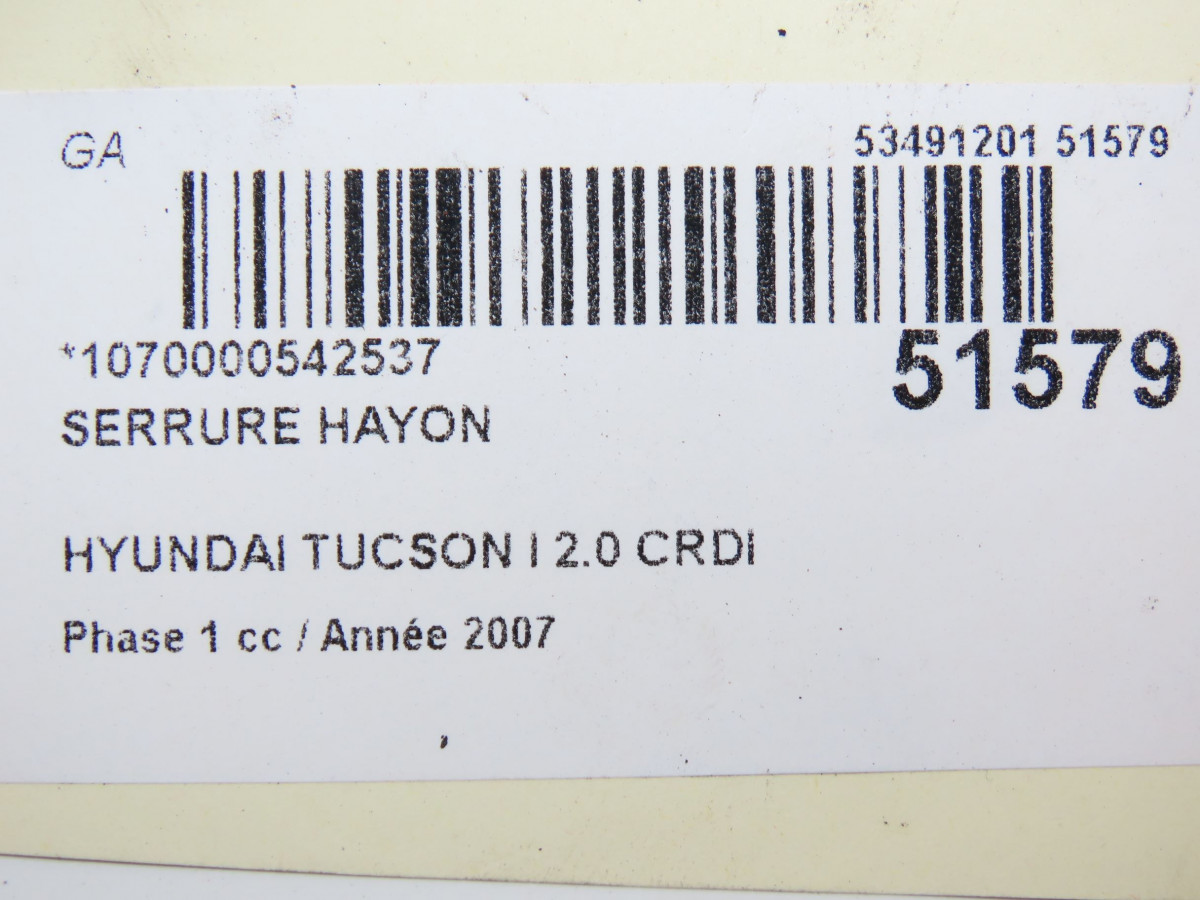 GA
53491201 51579
*1070000542537
51579
SERRURE HAYON
HYUNDAI TUCSON I 2.0 CRDI
Phase 1 cc / Année 2007